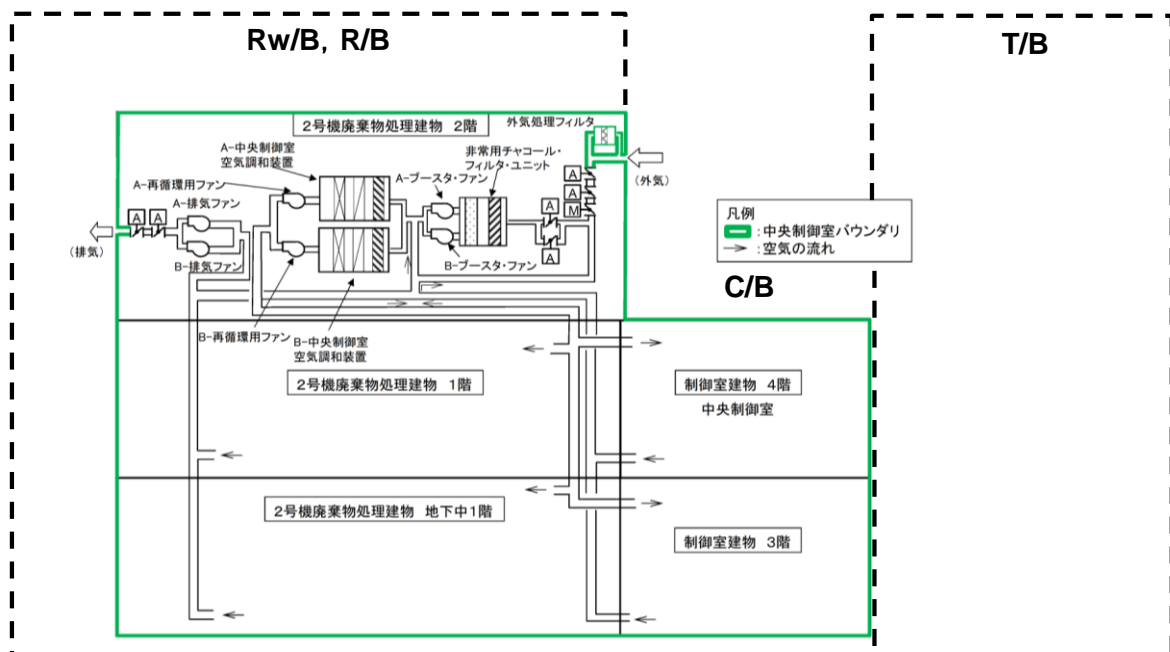 Rw/B, R/B
T/B
2号機廃棄物処理建物 2階
外気処理フィルタ
A-中央制御室
空気調和装置
非常用チャコール・
フィルタ・ユニット
A-再循環用ファン
A-ブースタ・ファン
(外気)
A-排気ファン
A
A
A
A
M
A
A
(排気)
B-排気ファン
B-ブースタ・ファン
凡例
:中央制御室バウンダリ
:空気の流れ
C/B
B-再循環用ファン
B-中央制御室
空気調和装置
2号機廃棄物処理建物 1階
制御室建物 4階
中央制御室
2号機廃棄物処理建物 地下中1階
制御室建物 3階